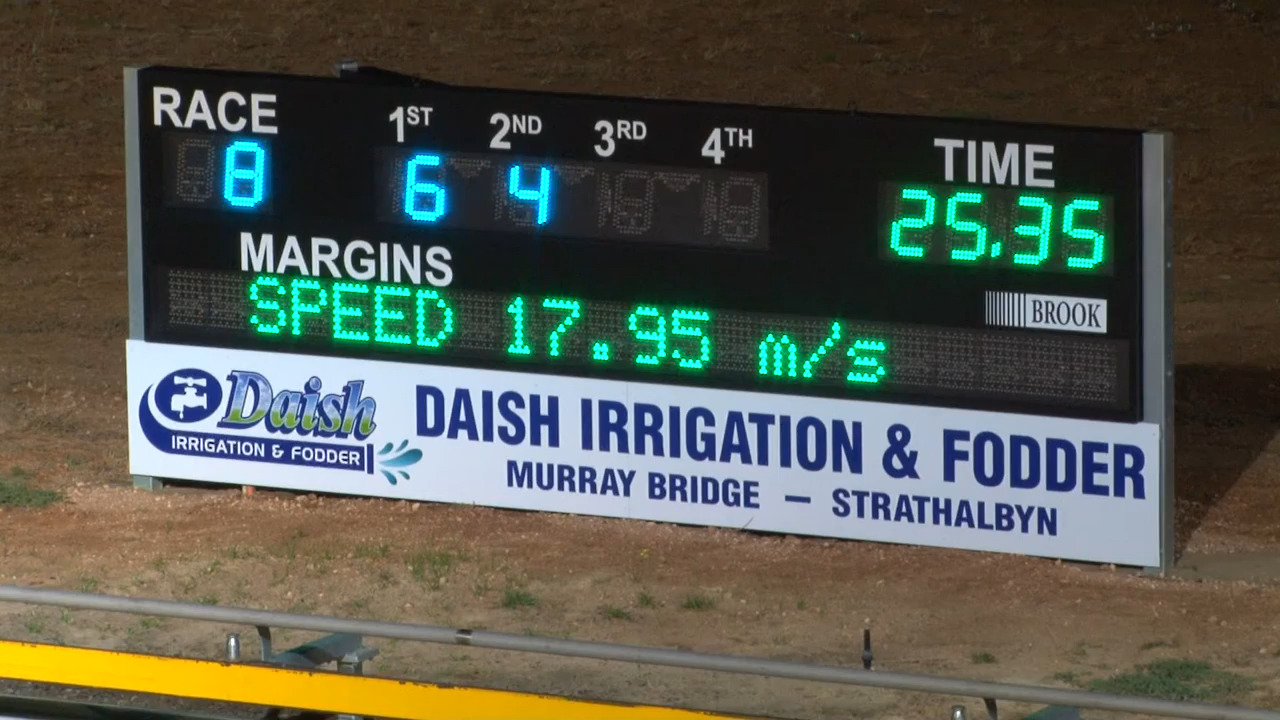 RACE 1ST 2ND 3RD 4TH TIME
8 6 4 25.35
MARGINS
SPEED 17.95 m/s
BROOK
Daish
IRRIGATION & FODDER
DAISH IRRIGATION & FODDER
MURRAY BRIDGE – STRATHALBYN